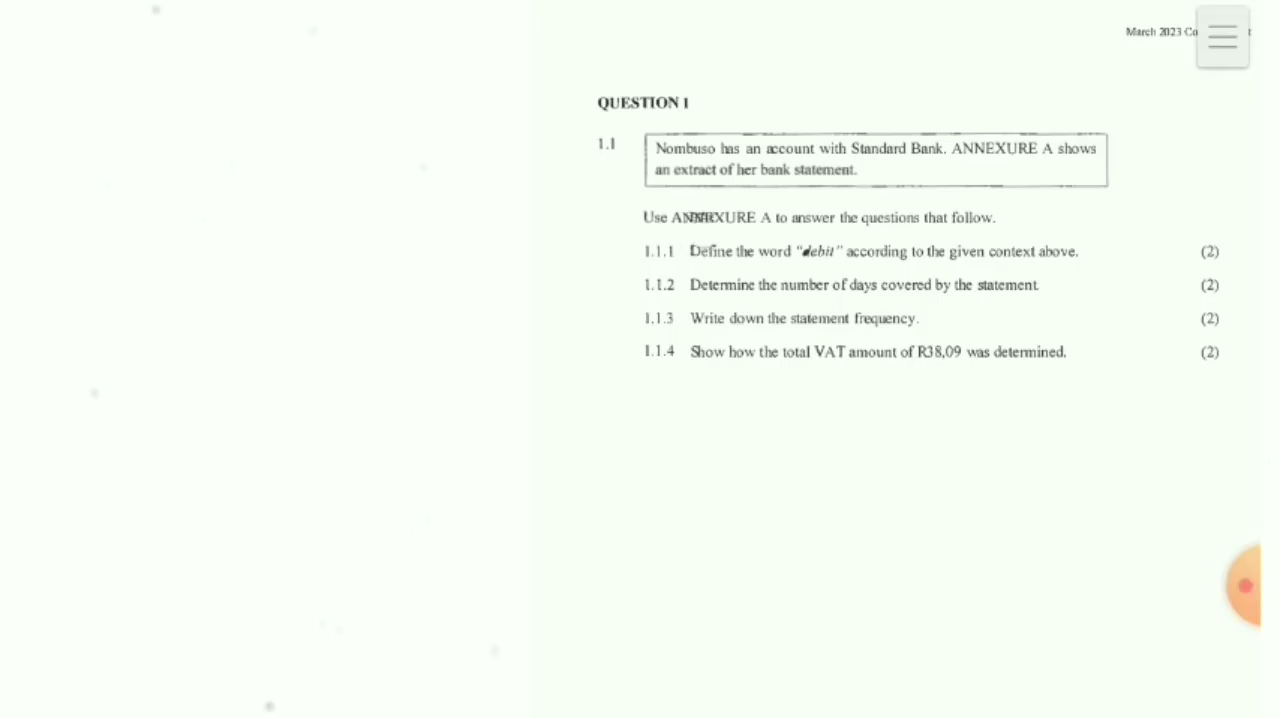 March 2023
QUESTION 1
1.1 Nombuso has an account with Standard Bank. ANNEXURE A shows
an extract of her bank statement.
Use ANNEXURE A to answer the questions that follow.
1.1.1 Define the word "debit" according to the given context above. (2)
1.1.2 Determine the number of days covered by the statement. (2)
1.1.3 Write down the statement frequency. (2)
1.1.4 Show how the total VAT amount of R38,09 was determined. (2)